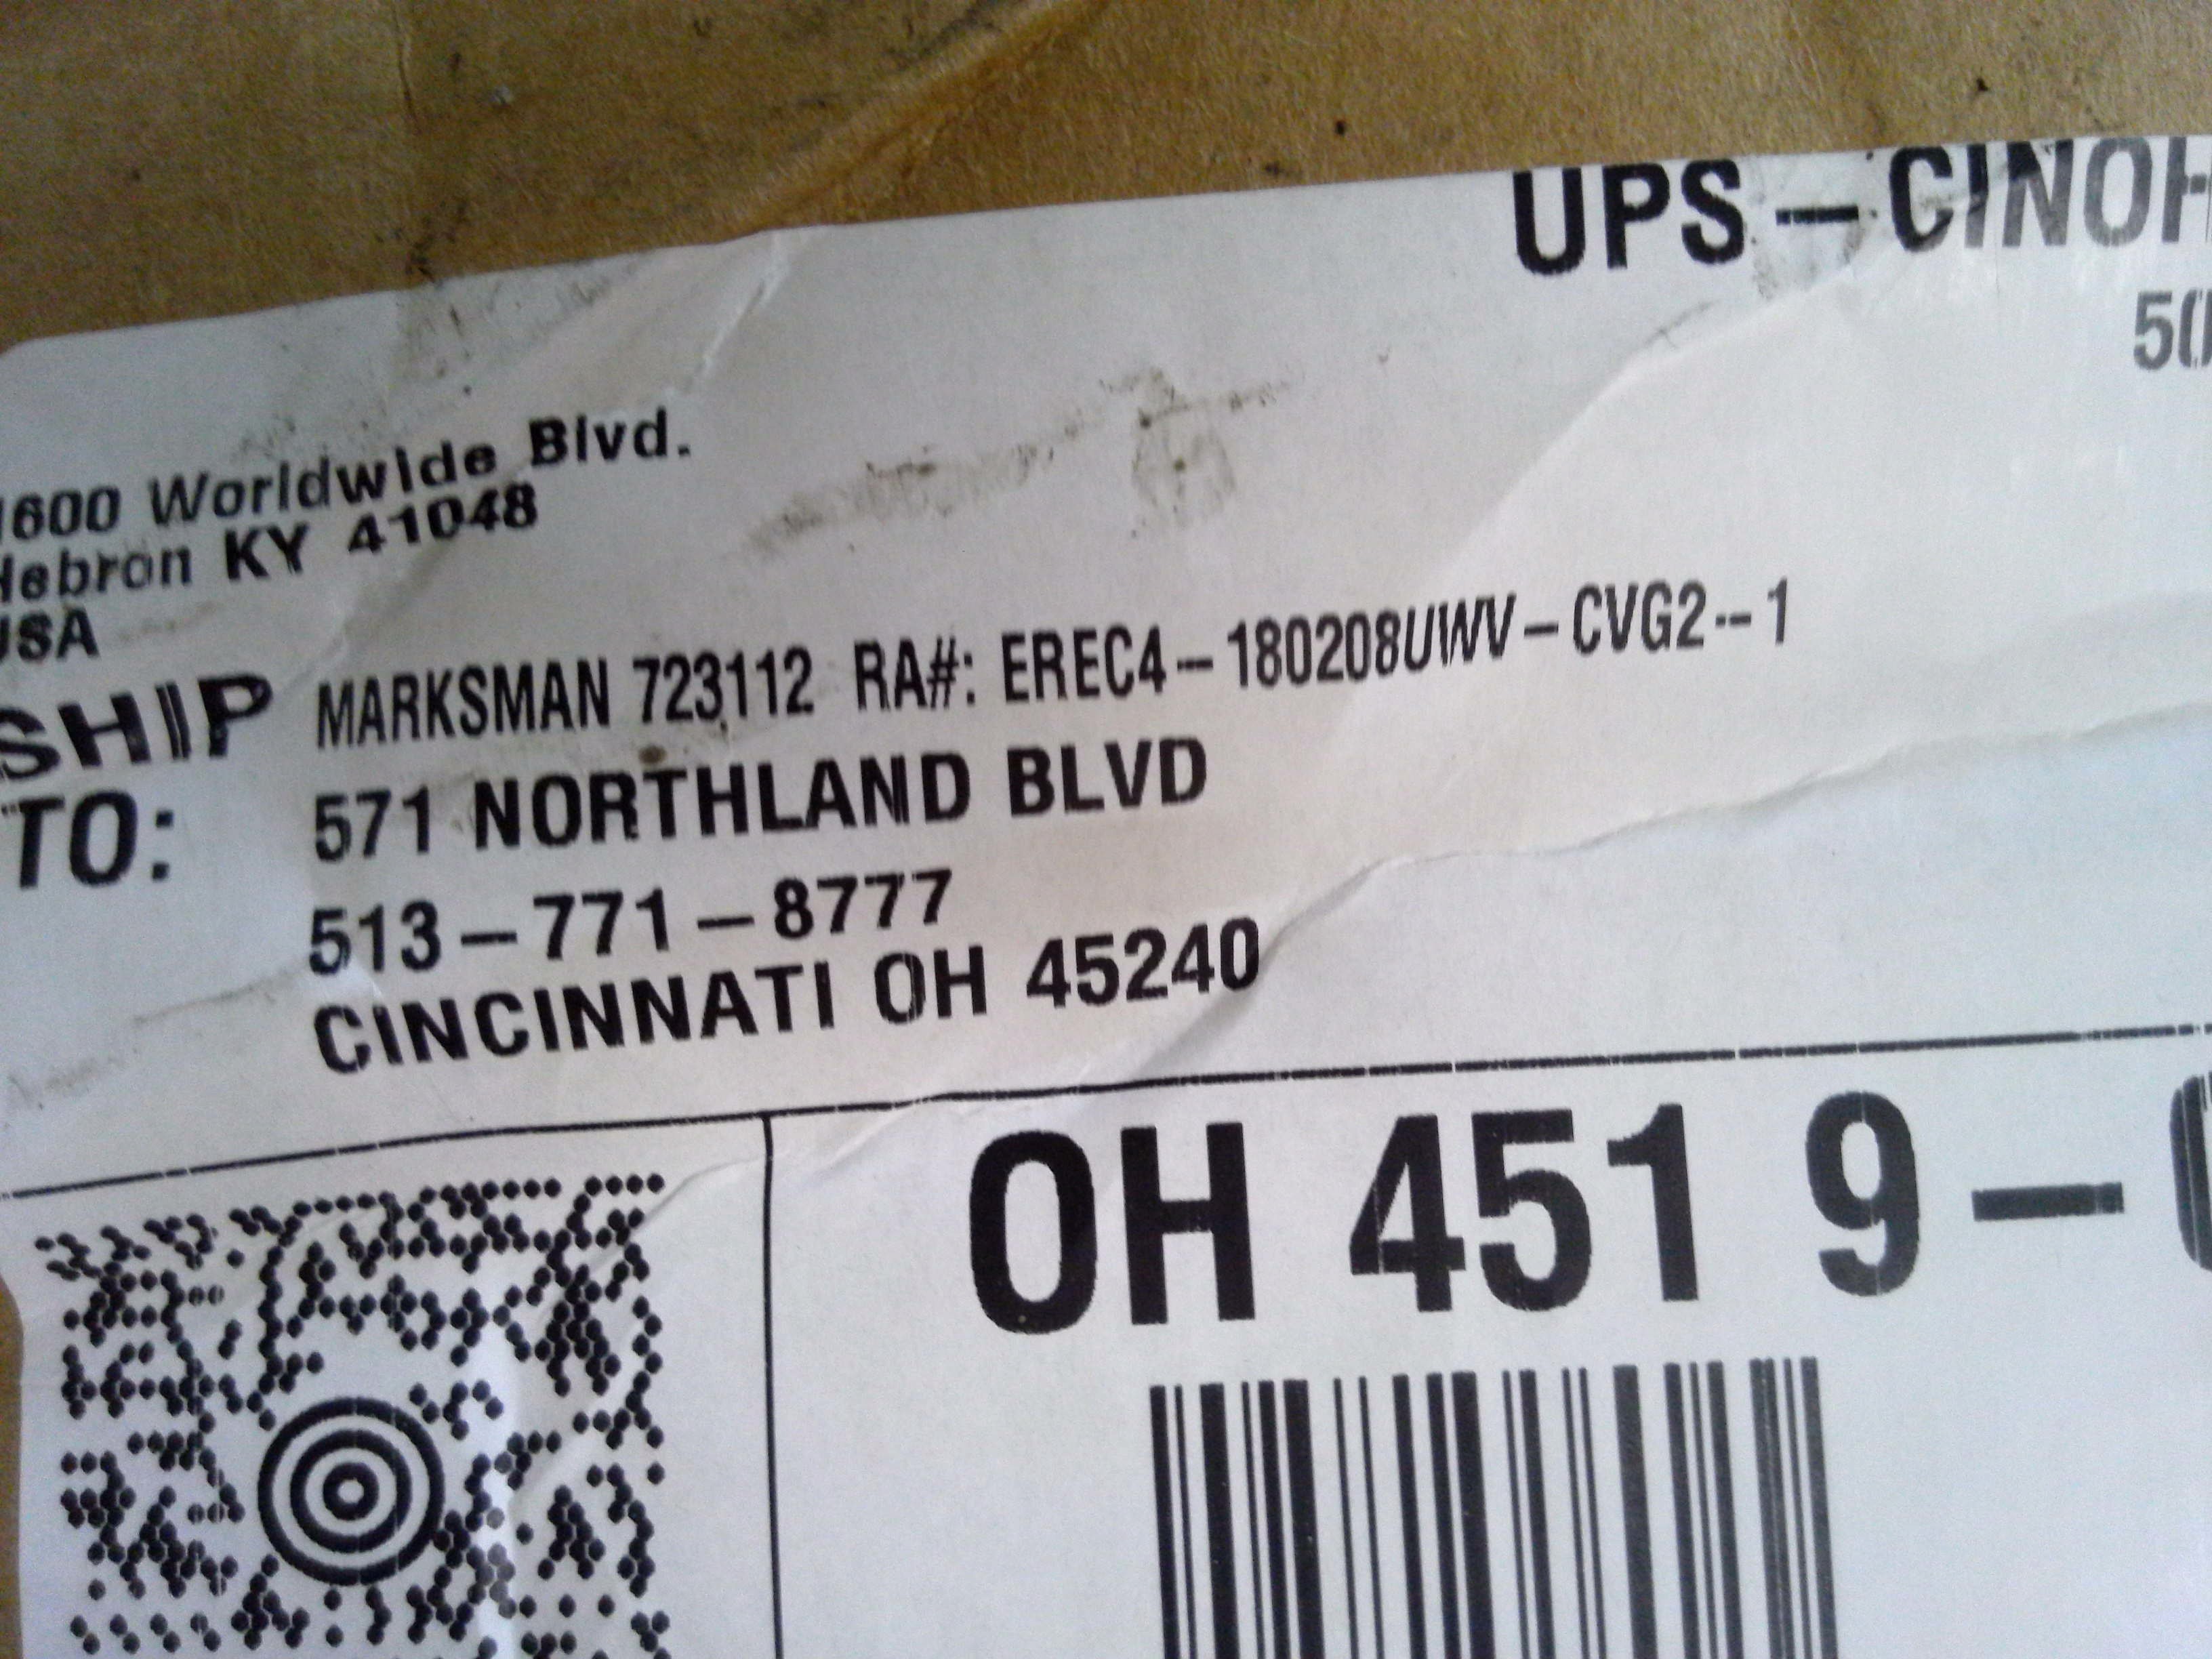 UPS - CINOH
50
1600 Worldwide Blvd.
Hebron KY 41048
USA
SHIP TO:
MARKSMAN 723112 RA#: EREC4-180208UWV-CVG2--1
571 NORTHLAND BLVD
513-771-8777
CINCINNATI OH 45240
OH 451 9-